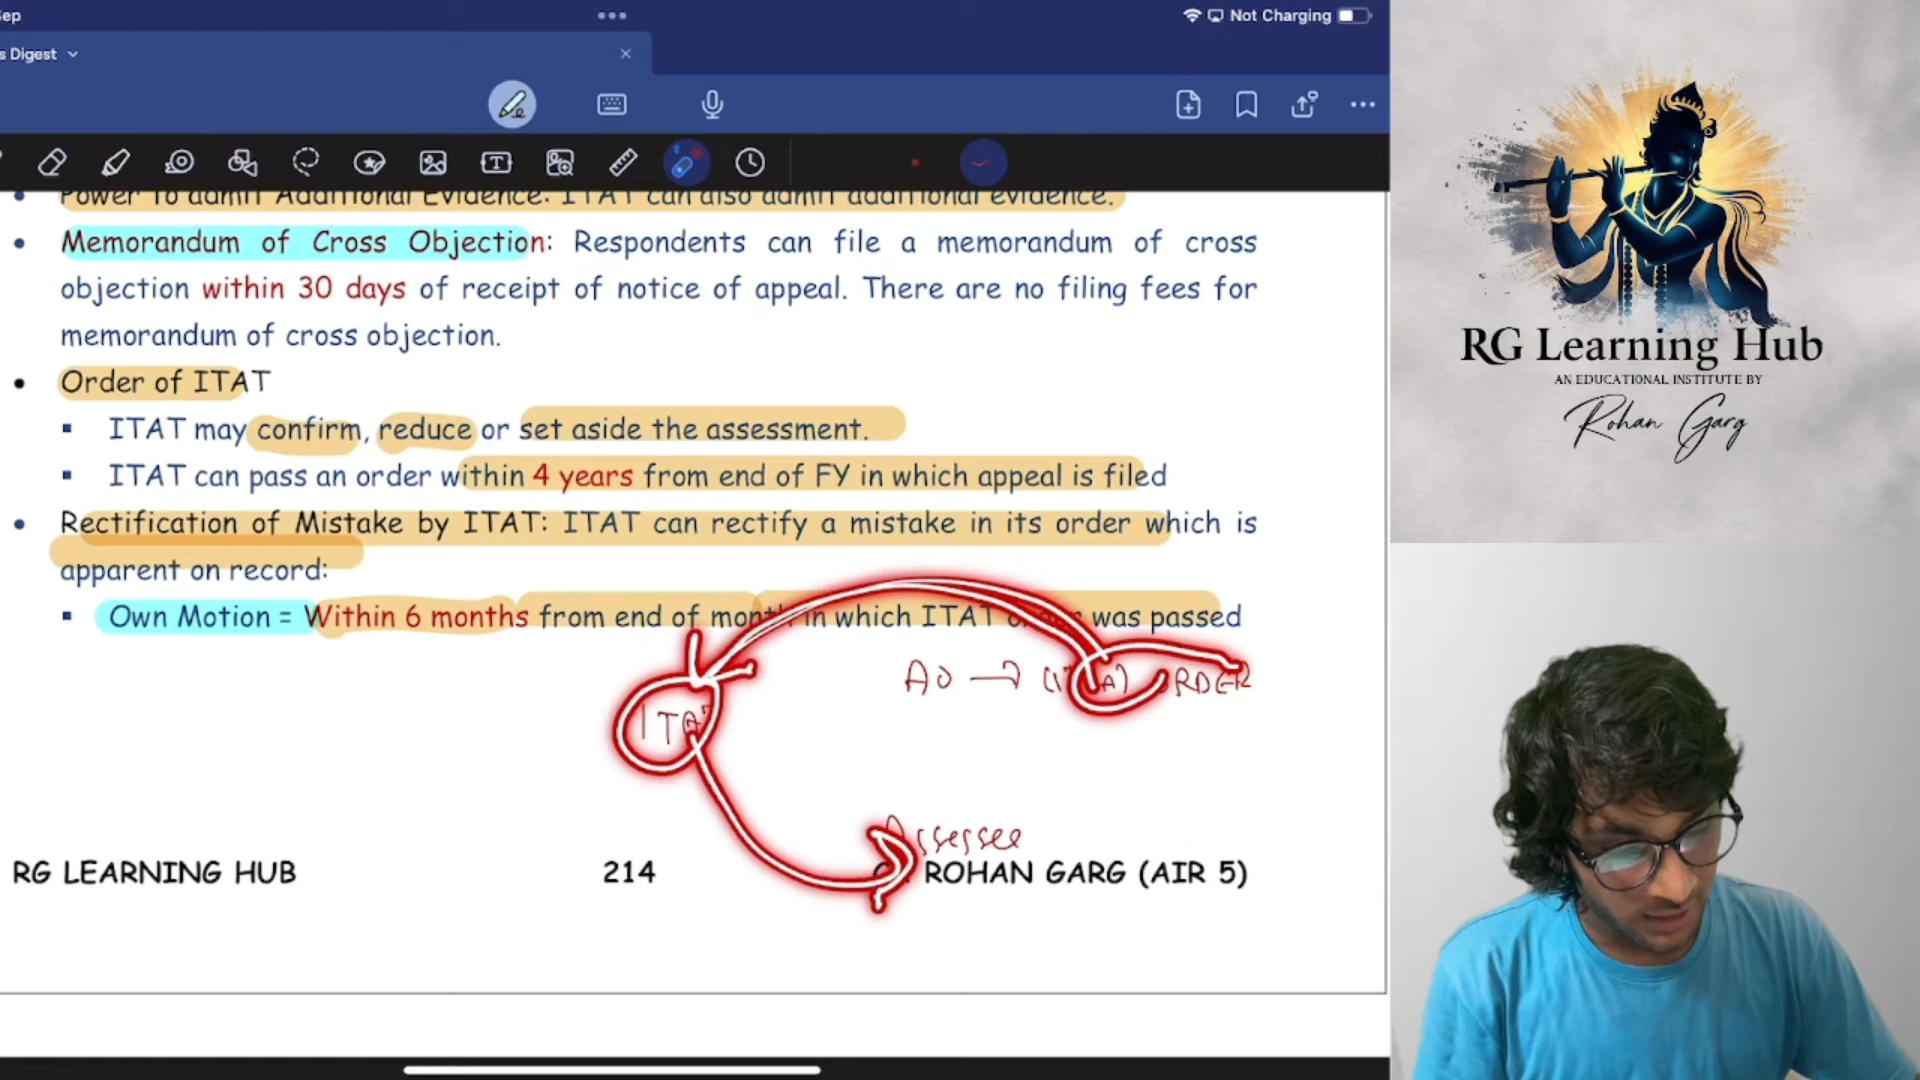 Sep
Not Charging
s Digest
Power to admit Additional Evidence: ITAT can also admit additional evidence.
• Memorandum of Cross Objection: Respondents can file a memorandum of cross
objection within 30 days of receipt of notice of appeal. There are no filing fees for
memorandum of cross objection.
• Order of ITAT
▪ ITAT may confirm, reduce or set aside the assessment.
▪ ITAT can pass an order within 4 years from end of FY in which appeal is filed
• Rectification of Mistake by ITAT: ITAT can rectify a mistake in its order which is
apparent on record:
▪ Own Motion = Within 6 months from end of month in which ITAT order was passed
AO →
ITAT
Assessee
RG LEARNING HUB 214 ROHAN GARG (AIR 5)
RG Learning Hub
AN EDUCATIONAL INSTITUTE BY
Rohan Garg